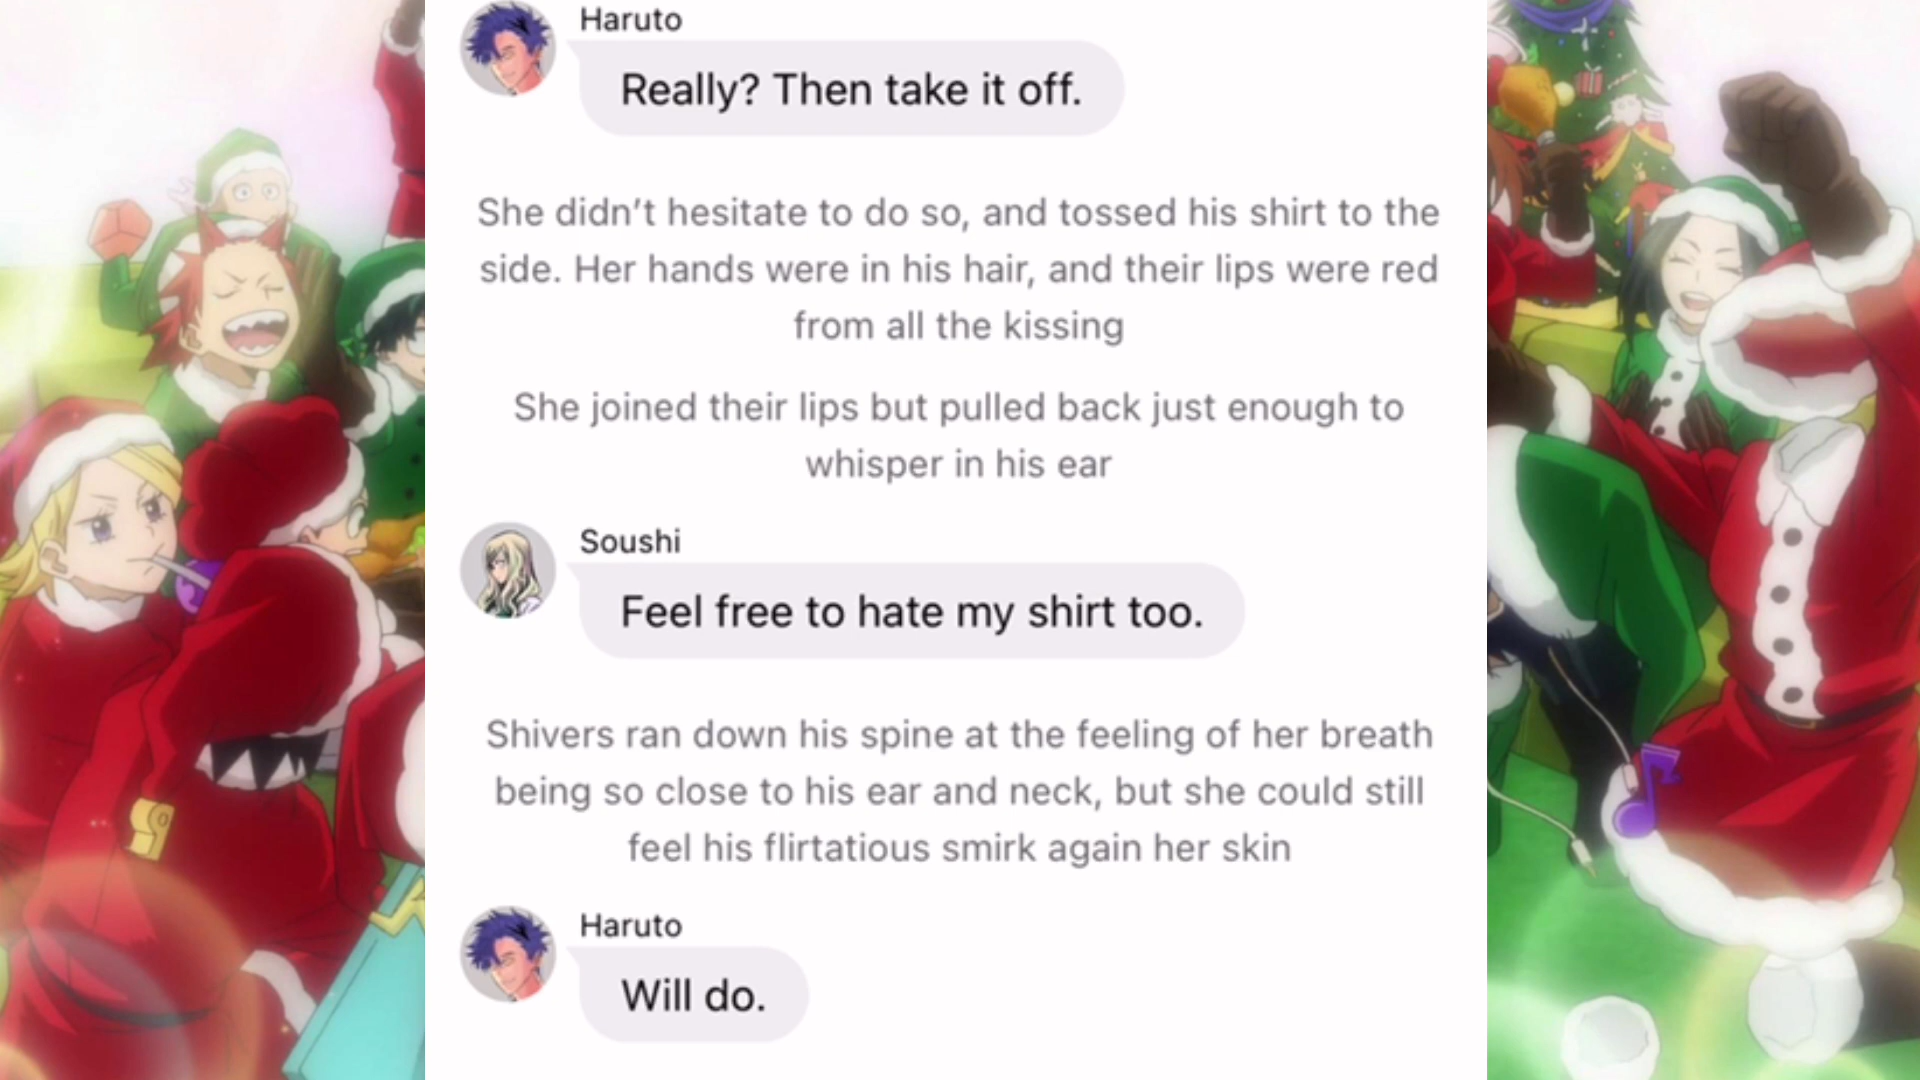 Haruto
Really? Then take it off.
She didn't hesitate to do so, and tossed his shirt to the
side. Her hands were in his hair, and their lips were red
from all the kissing
She joined their lips but pulled back just enough to
whisper in his ear
Soushi
Feel free to hate my shirt too.
Shivers ran down his spine at the feeling of her breath
being so close to his ear and neck, but she could still
feel his flirtatious smirk again her skin
Haruto
Will do.